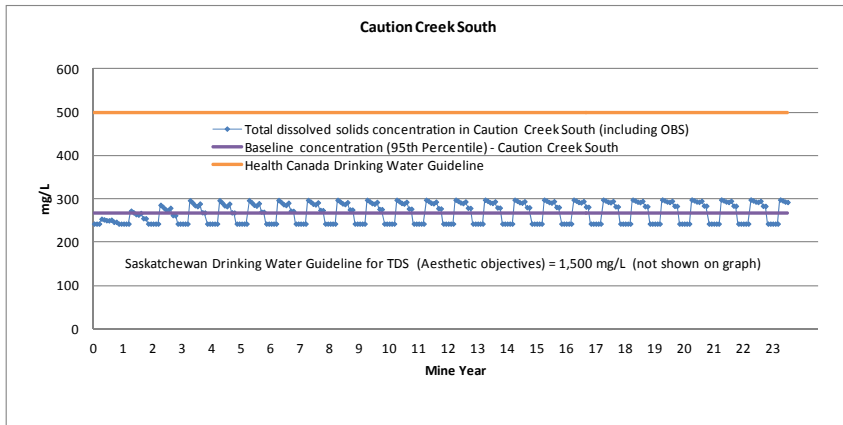 Caution Creek South
600
500
400
300
200
100
0
mg/L
Total dissolved solids concentration in Caution Creek South (including OBS)
Baseline concentration (95th Percentile) - Caution Creek South
Health Canada Drinking Water Guideline
Saskatchewan Drinking Water Guideline for TDS (Aesthetic objectives) = 1,500 mg/L (not shown on graph)
0 1 2 3 4 5 6 7 8 9 10 11 12 13 14 15 16 17 18 19 20 21 22 23
Mine Year